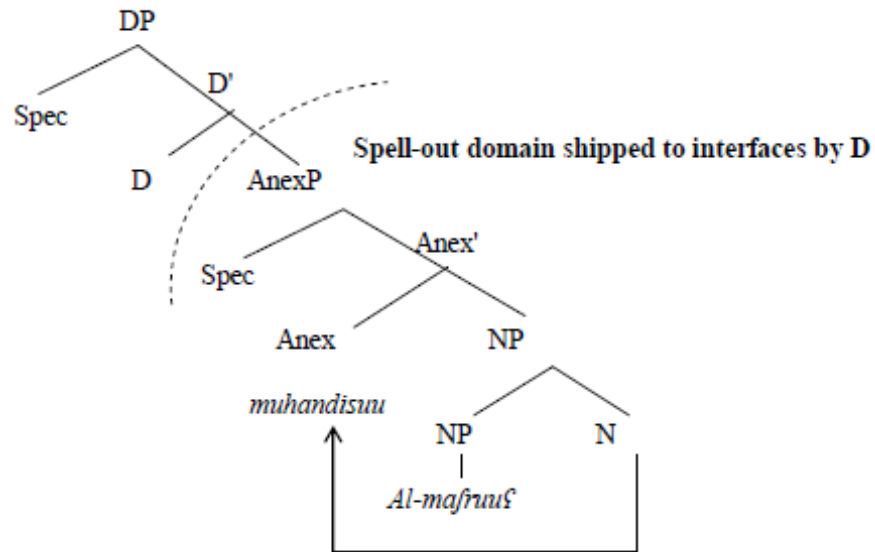 DP
D'
Spec
Spell-out domain shipped to interfaces by D
D AnexP
Anex'
Spec
Anex NP
muhandisuu
NP N
Al-maʃruuʕ